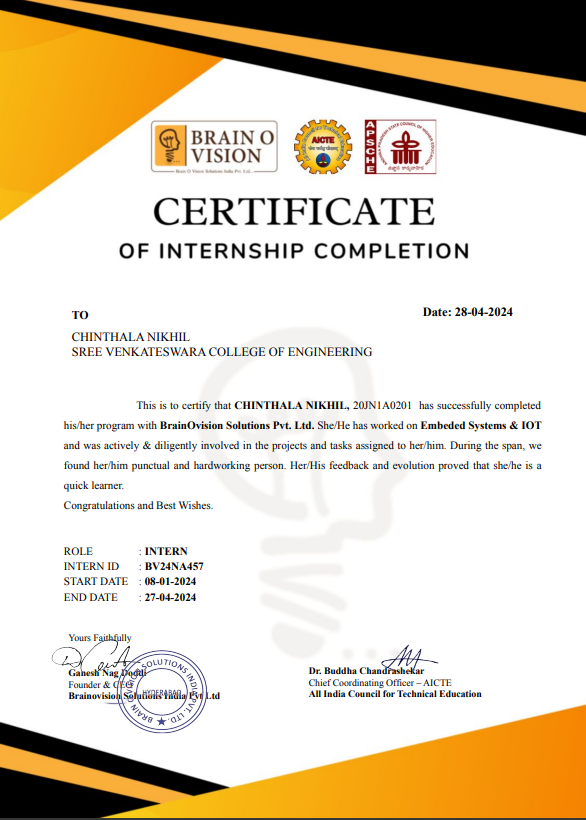 BRAIN O
VISION
Brain O Vision Solutions India Pvt. Ltd..
AICTE
APSCHE
CERTIFICATE
OF INTERNSHIP COMPLETION
TO
Date: 28-04-2024
CHINTHALA NIKHIL
SREE VENKATESWARA COLLEGE OF ENGINEERING
This is to certify that CHINTHALA NIKHIL, 20JN1A0201 has successfully completed
his/her program with BrainOvision Solutions Pvt. Ltd. She/He has worked on Embeded Systems & IOT
and was actively & diligently involved in the projects and tasks assigned to her/him. During the span, we
found her/him punctual and hardworking person. Her/His feedback and evolution proved that she/he is a
quick learner.
Congratulations and Best Wishes.
ROLE : INTERN
INTERN ID : BV24NA457
START DATE : 08-01-2024
END DATE : 27-04-2024
Yours Faithfully
Ganesh Nag Doddi
Founder & CEO
Brainovision Solutions India Pvt Ltd
BRAIN OVISION SOLUTIONS INDIA PVT. LTD.
HYDERABAD
Dr. Buddha Chandrashekar
Chief Coordinating Officer – AICTE
All India Council for Technical Education